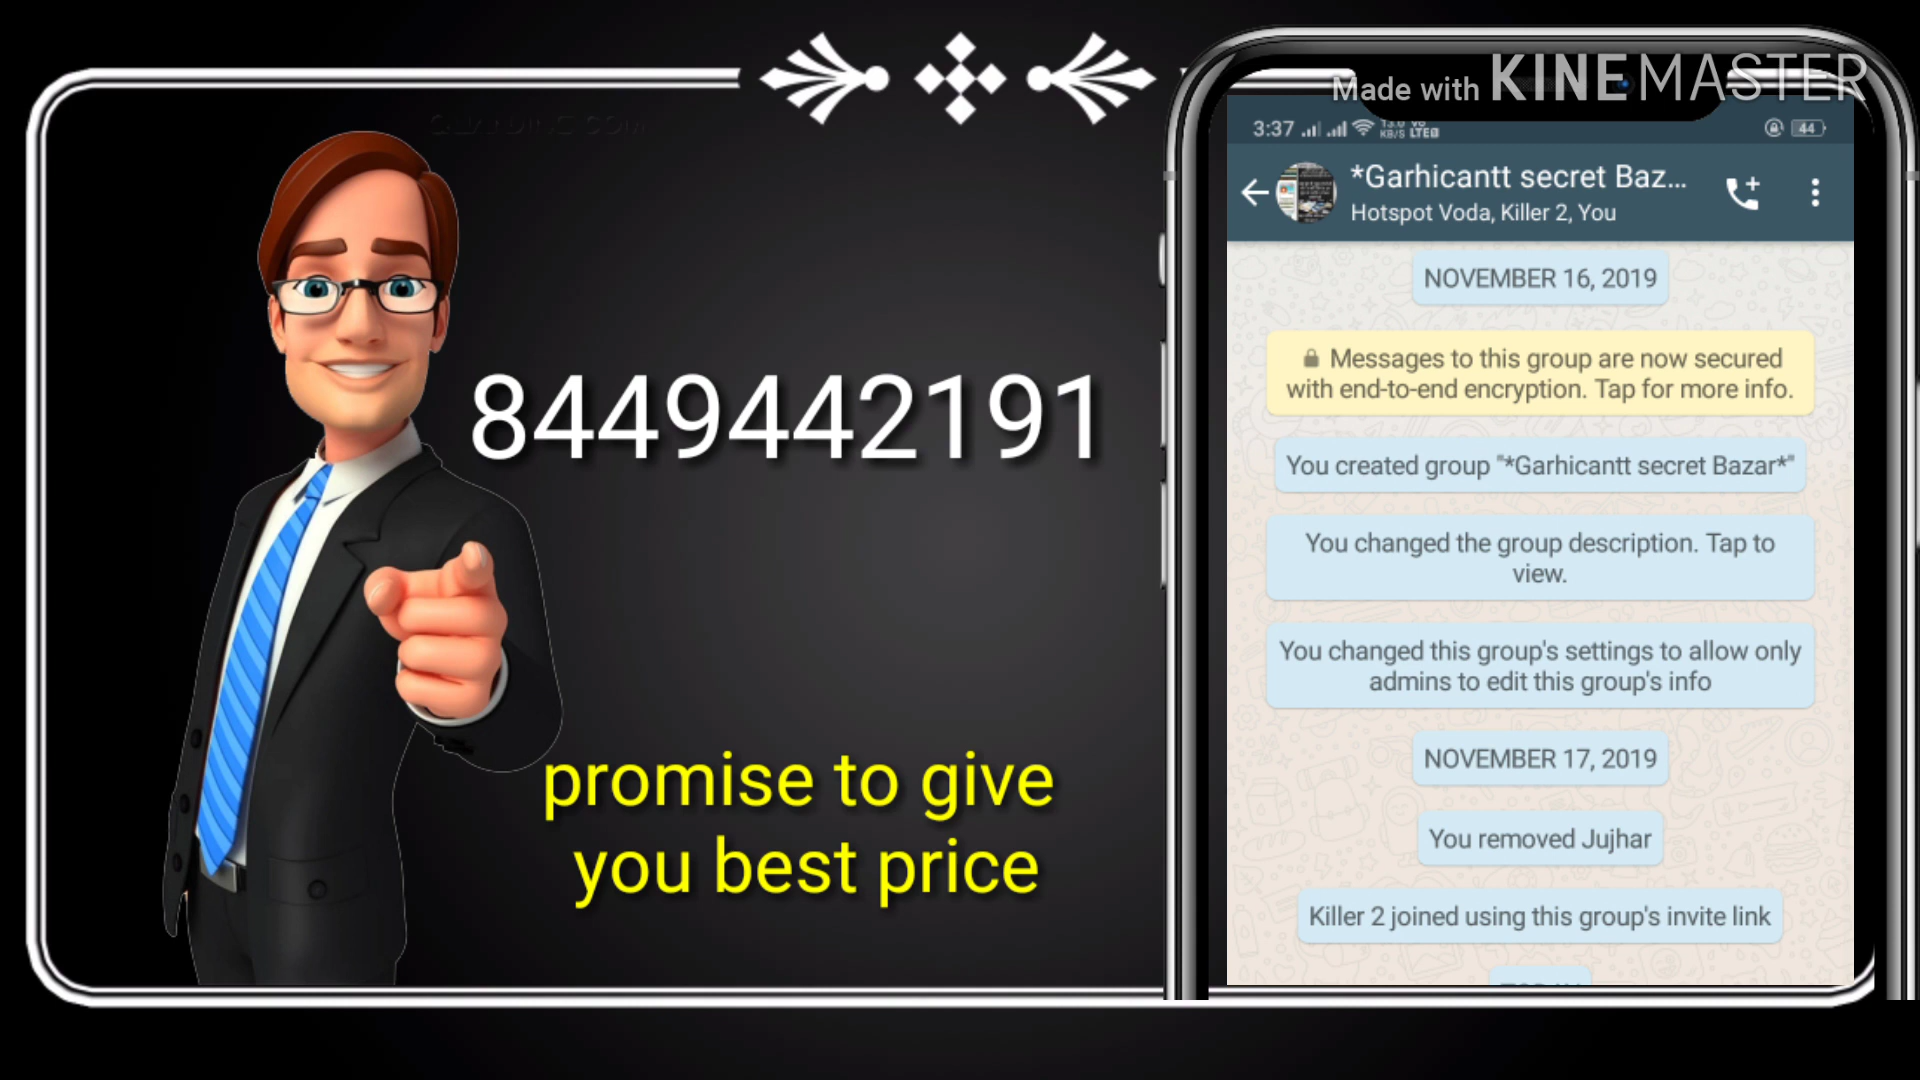 Made with KINEMASTER
3:37 KB/S LTE 44
*Garhicantt secret Baz...
Hotspot Voda, Killer 2, You
NOVEMBER 16, 2019
Messages to this group are now secured
with end-to-end encryption. Tap for more info.
You created group "*Garhicantt secret Bazar*"
You changed the group description. Tap to
view.
You changed this group's settings to allow only
admins to edit this group's info
NOVEMBER 17, 2019
You removed Jujhar
Killer 2 joined using this group's invite link
8449442191
promise to give
you best price